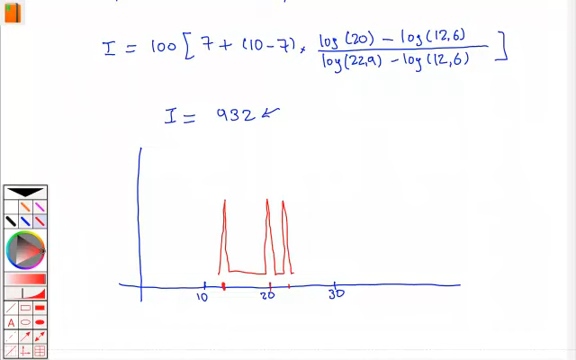 I = 100 [ 7 + (10 - 7) * log(20) - log(12,6) / log(22,9) - log(12,6) ]
I = 932
10 20 30
A